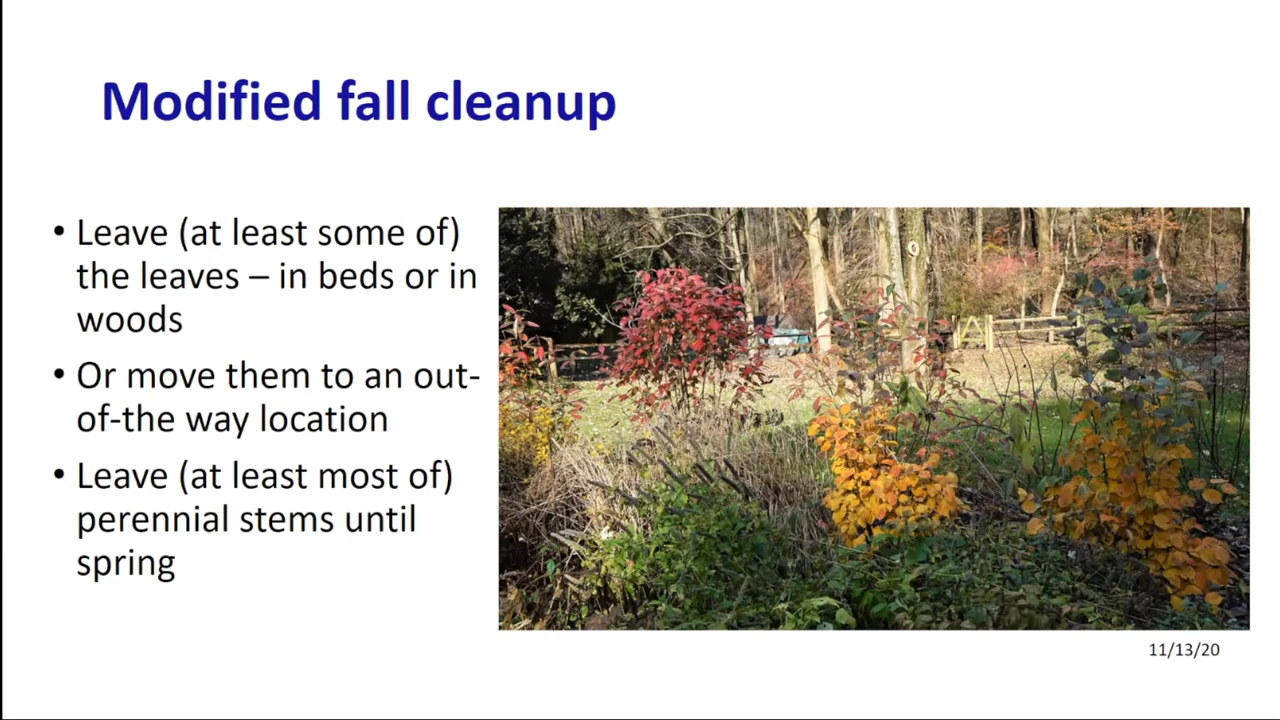 Modified fall cleanup
• Leave (at least some of)
the leaves – in beds or in
woods
• Or move them to an out-
of-the way location
• Leave (at least most of)
perennial stems until
spring
11/13/20